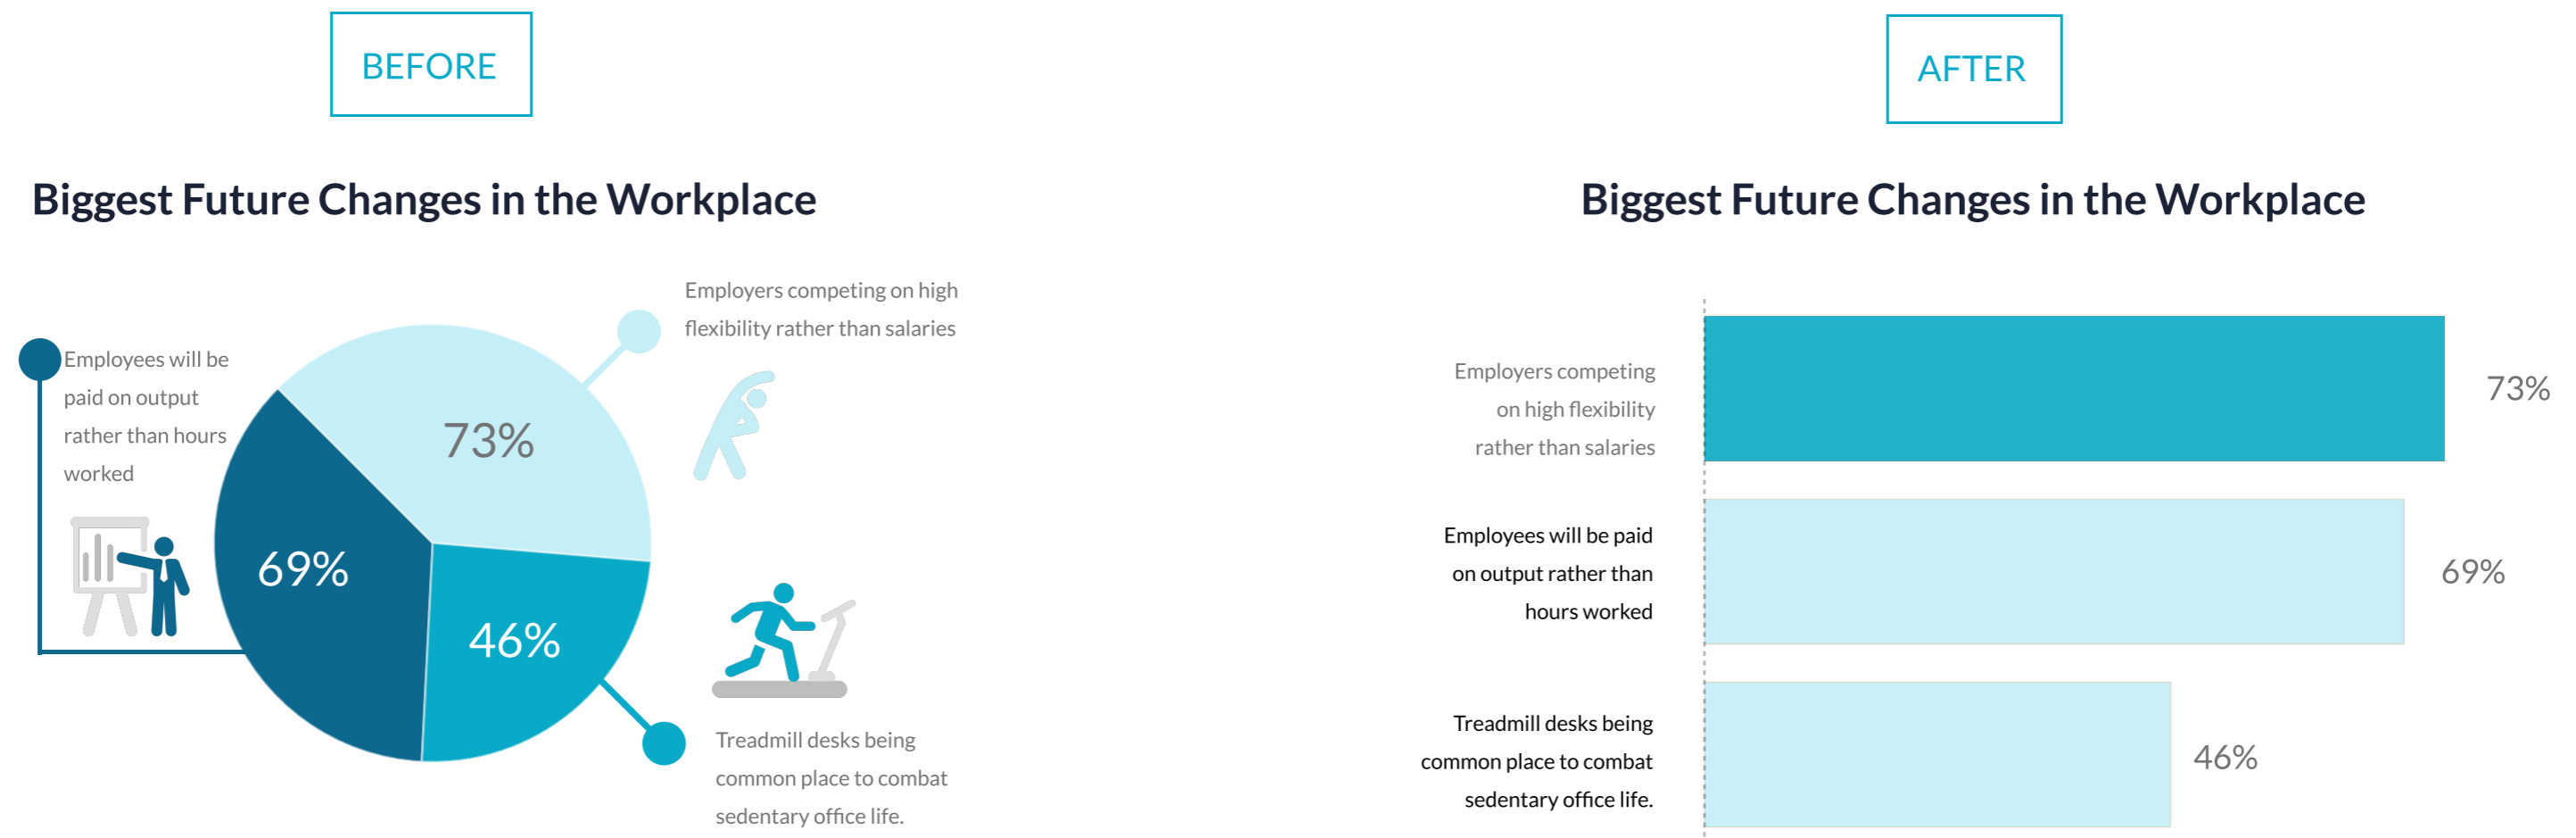 BEFORE
Biggest Future Changes in the Workplace
Employers competing on high
flexibility rather than salaries
Employees will be
paid on output
rather than hours
worked
73%
69%
46%
Treadmill desks being
common place to combat
sedentary office life.
AFTER
Biggest Future Changes in the Workplace
Employers competing
on high flexibility
rather than salaries
73%
Employees will be paid
on output rather than
hours worked
69%
Treadmill desks being
common place to combat
sedentary office life.
46%